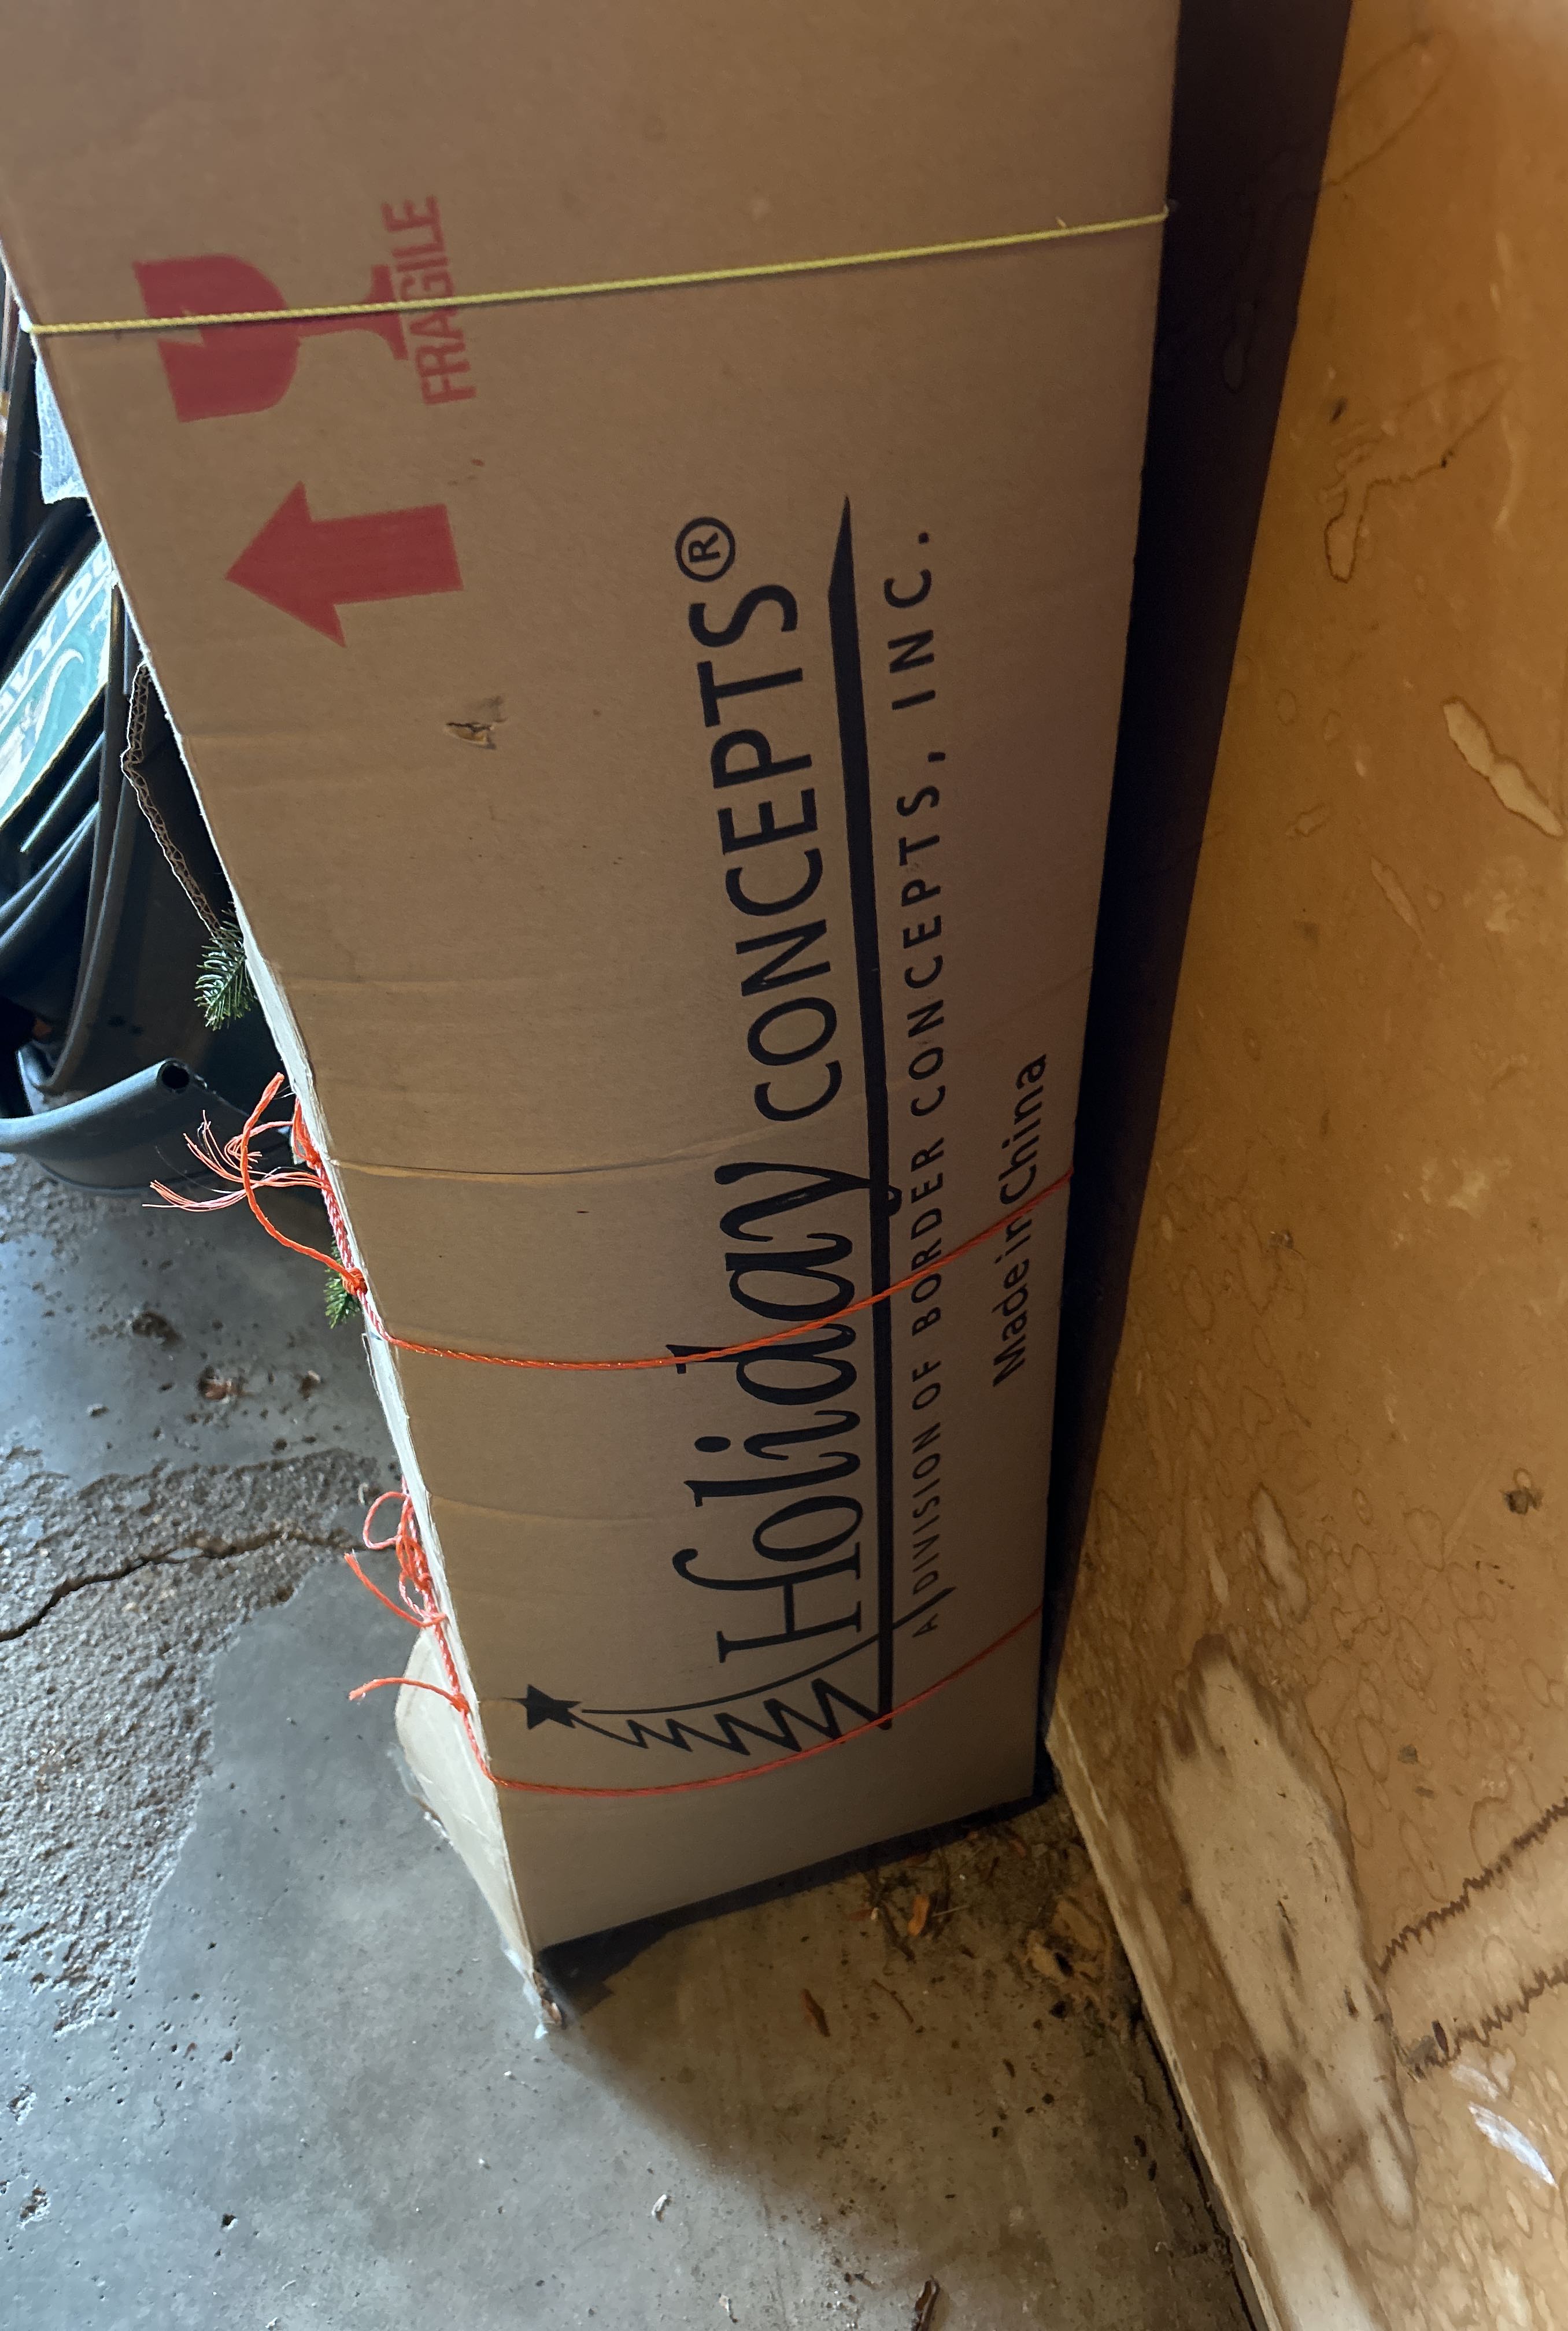 FRAGILE
Holiday CONCEPTS®
A DIVISION OF BORDER CONCEPTS, INC.
Made in China